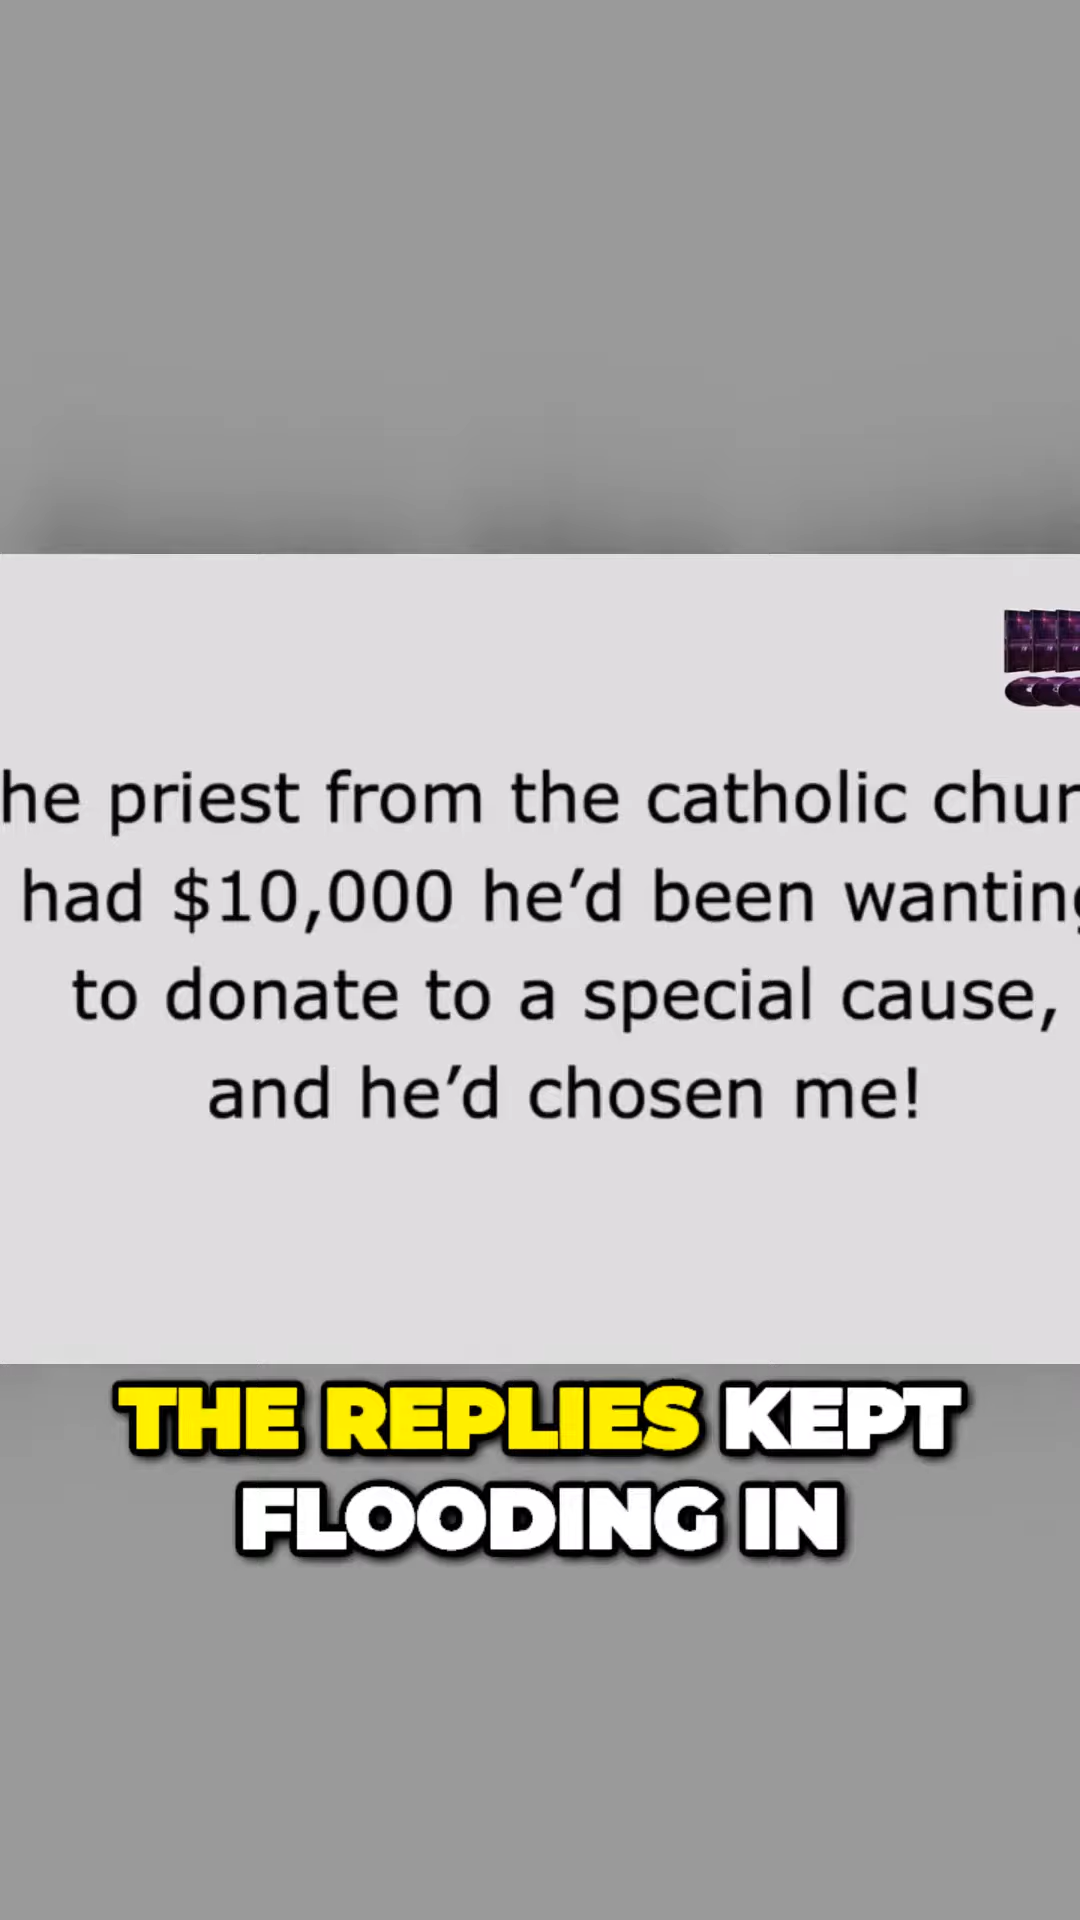 he priest from the catholic chur
had $10,000 he’d been wanting
to donate to a special cause,
and he’d chosen me!
THE REPLIES KEPT
FLOODING IN